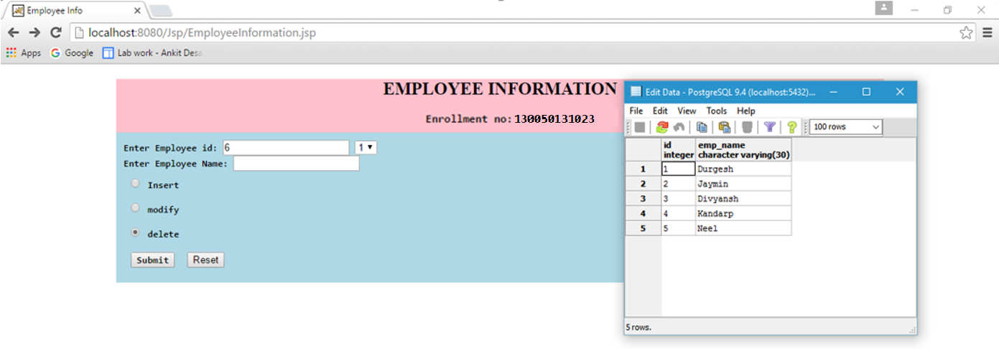 Employee Info
localhost:8080/Jsp/EmployeeInformation.jsp
Apps Google Lab work - Ankit Desa
EMPLOYEE INFORMATION
Enrollment no: 130050131023
Enter Employee id: 6 1
Enter Employee Name:
Insert
modify
delete
Submit Reset
Edit Data - PostgreSQL 9.4 (localhost:5432)...
File Edit View Tools Help
100 rows
id emp_name
integer character varying(30)
1 1 Durgesh
2 2 Jaymin
3 3 Divyansh
4 4 Kandarp
5 5 Neel
5 rows.